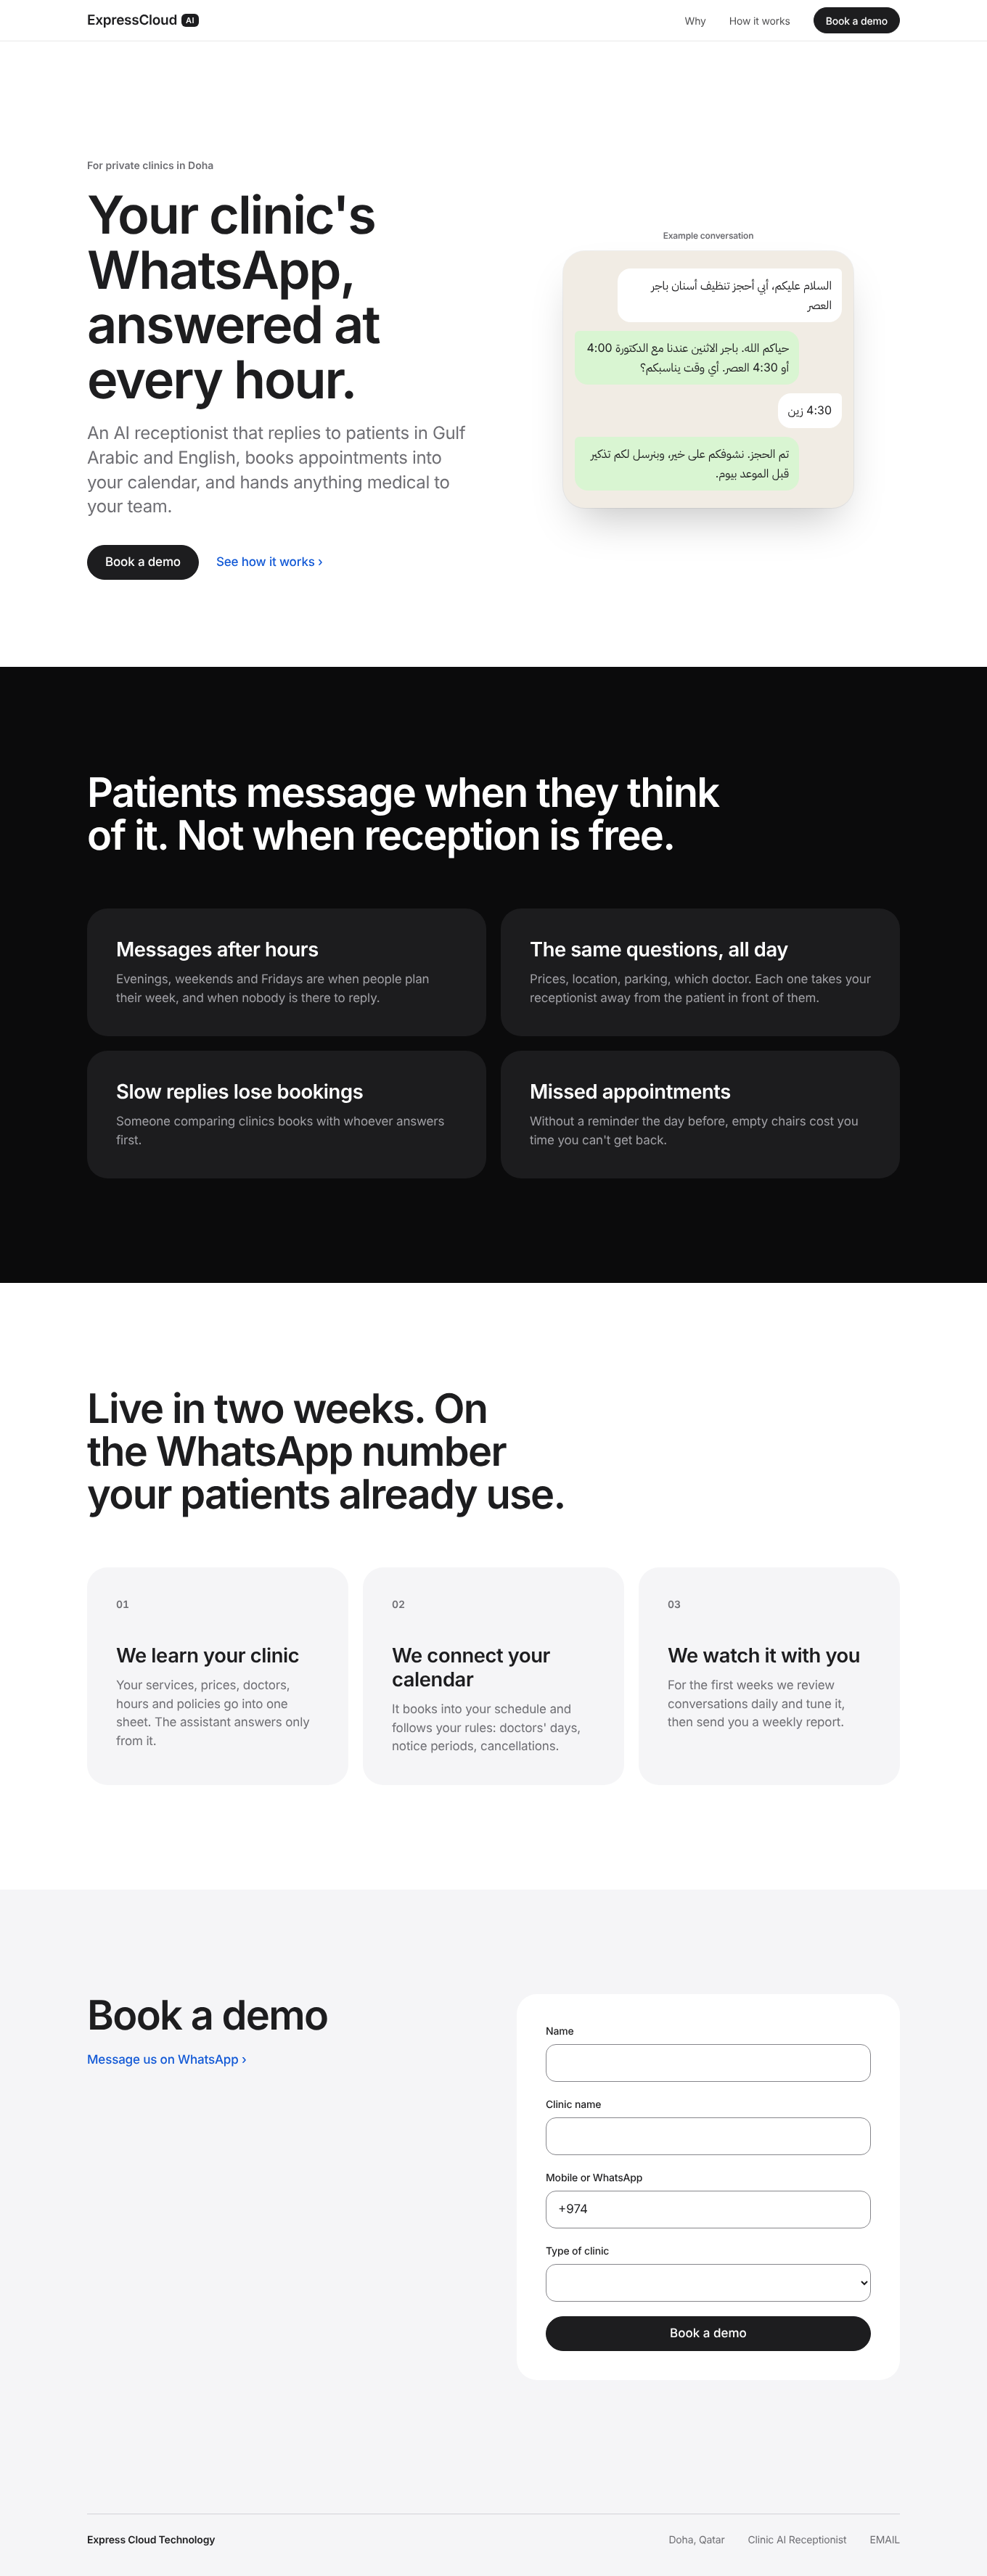 ExpressCloud AI
Why
How it works
Book a demo
For private clinics in Doha
Your clinic's
WhatsApp,
answered at
every hour.
An AI receptionist that replies to patients in Gulf
Arabic and English, books appointments into
your calendar, and hands anything medical to
your team.
Book a demo
See how it works ›
Example conversation
السلام عليكم، أبي أحجز تنظيف أسنان باجر
العصر
حياكم الله. باجر الاثنين عندنا مع الدكتورة 4:00
أو 4:30 العصر. أي وقت يناسبكم؟
4:30 زين
تم الحجز. نشوفكم على خير، وبنرسل لكم تذكير
قبل الموعد بيوم.
Patients message when they think
of it. Not when reception is free.
Messages after hours
Evenings, weekends and Fridays are when people plan
their week, and when nobody is there to reply.
The same questions, all day
Prices, location, parking, which doctor. Each one takes your
receptionist away from the patient in front of them.
Slow replies lose bookings
Someone comparing clinics books with whoever answers
first.
Missed appointments
Without a reminder the day before, empty chairs cost you
time you can't get back.
Live in two weeks. On
the WhatsApp number
your patients already use.
01
We learn your clinic
Your services, prices, doctors,
hours and policies go into one
sheet. The assistant answers only
from it.
02
We connect your
calendar
It books into your schedule and
follows your rules: doctors' days,
notice periods, cancellations.
03
We watch it with you
For the first weeks we review
conversations daily and tune it,
then send you a weekly report.
Book a demo
Message us on WhatsApp ›
Name
Clinic name
Mobile or WhatsApp
+974
Type of clinic
Book a demo
Express Cloud Technology
Doha, Qatar
Clinic AI Receptionist
EMAIL